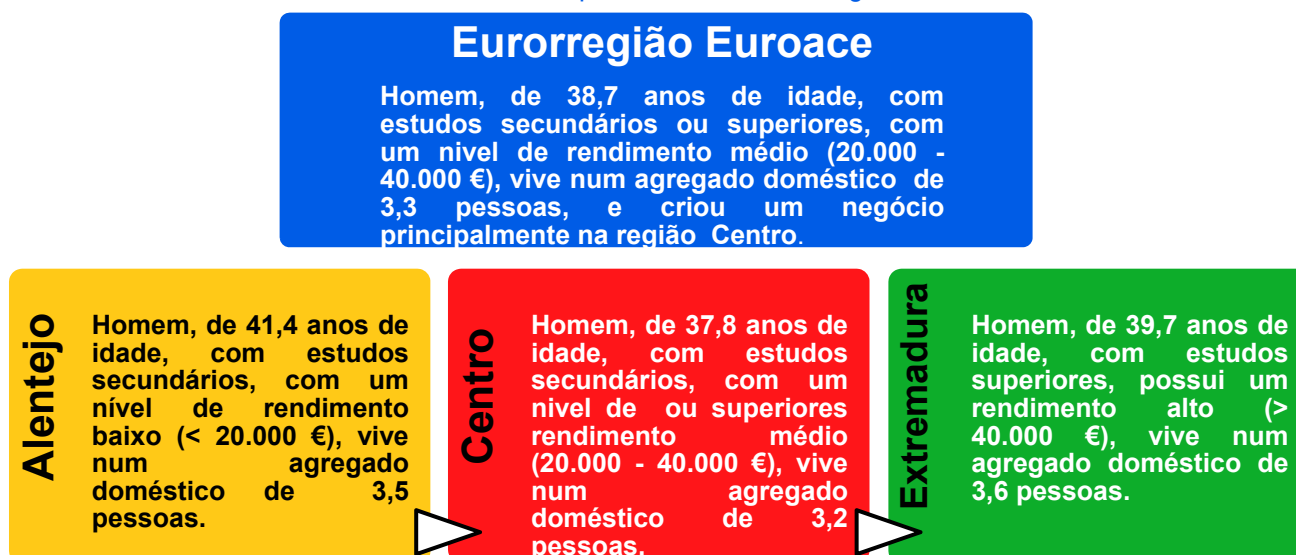 Eurorregião Euroace
Homem, de 38,7 anos de idade, com
estudos secundários ou superiores, com
um nivel de rendimento médio (20.000 -
40.000 €), vive num agregado doméstico de
3,3 pessoas, e criou um negócio
principalmente na região Centro.
Alentejo
Homem, de 41,4 anos de
idade, com estudos
secundários, com um
nível de rendimento
baixo (< 20.000 €), vive
num agregado
doméstico de 3,5
pessoas.
Centro
Homem, de 37,8 anos de
idade, com estudos
secundários, com um
nivel de ou superiores
rendimento médio
(20.000 - 40.000 €), vive
num agregado
doméstico de 3,2
pessoas.
Extremadura
Homem, de 39,7 anos de
idade, com estudos
superiores, possui um
rendimento alto (>
40.000 €), vive num
agregado doméstico de
3,6 pessoas.